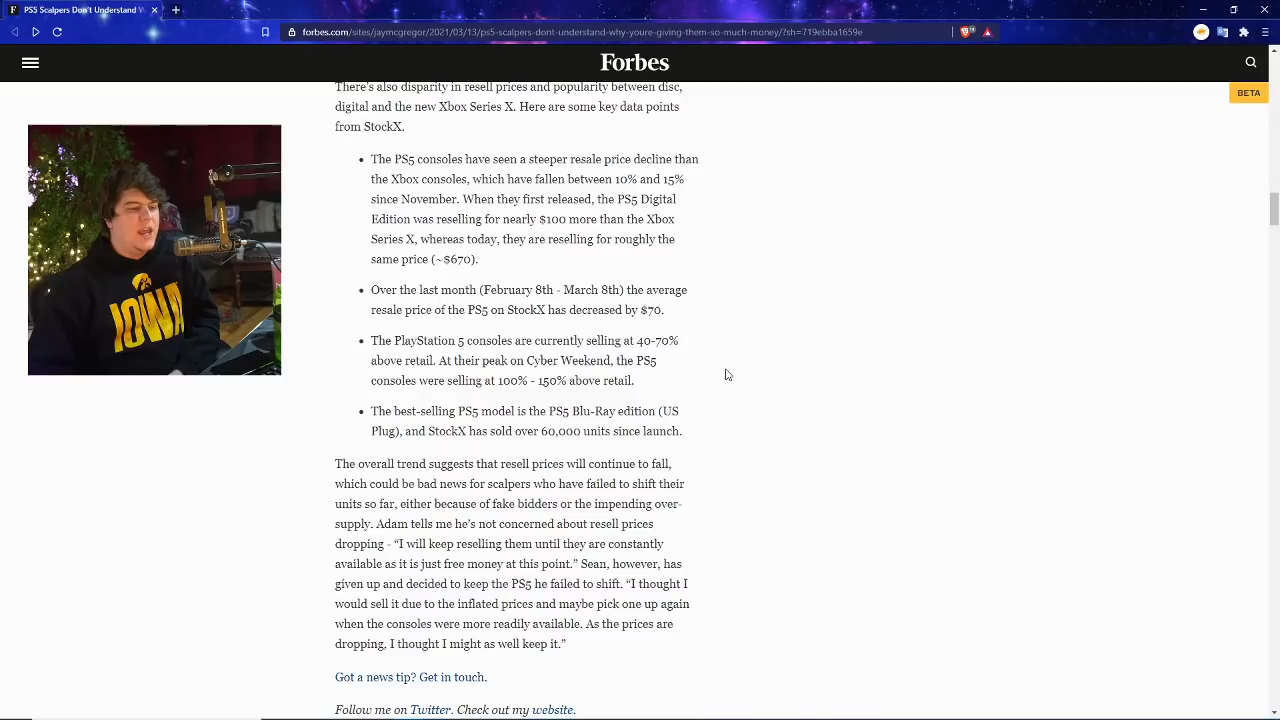 PS5 Scalpers Don't Understand W
forbes.com/sites/jaymcgregor/2021/03/13/ps5-scalpers-dont-understand-why-youre-giving-them-so-much-money/?sh=719ebba1659e
Forbes
BETA
There's also disparity in resell prices and popularity between disc,
digital and the new Xbox Series X. Here are some key data points
from StockX.
The PS5 consoles have seen a steeper resale price decline than
the Xbox consoles, which have fallen between 10% and 15%
since November. When they first released, the PS5 Digital
Edition was reselling for nearly $100 more than the Xbox
Series X, whereas today, they are reselling for roughly the
same price (~$670).
Over the last month (February 8th - March 8th) the average
resale price of the PS5 on StockX has decreased by $70.
The PlayStation 5 consoles are currently selling at 40-70%
above retail. At their peak on Cyber Weekend, the PS5
consoles were selling at 100% - 150% above retail.
The best-selling PS5 model is the PS5 Blu-Ray edition (US
Plug), and StockX has sold over 60,000 units since launch.
The overall trend suggests that resell prices will continue to fall,
which could be bad news for scalpers who have failed to shift their
units so far, either because of fake bidders or the impending over-
supply. Adam tells me he's not concerned about resell prices
dropping - “I will keep reselling them until they are constantly
available as it is just free money at this point.” Sean, however, has
given up and decided to keep the PS5 he failed to shift. “I thought I
would sell it due to the inflated prices and maybe pick one up again
when the consoles were more readily available. As the prices are
dropping, I thought I might as well keep it.”
Got a news tip? Get in touch.
Follow me on Twitter. Check out my website.
IOWA